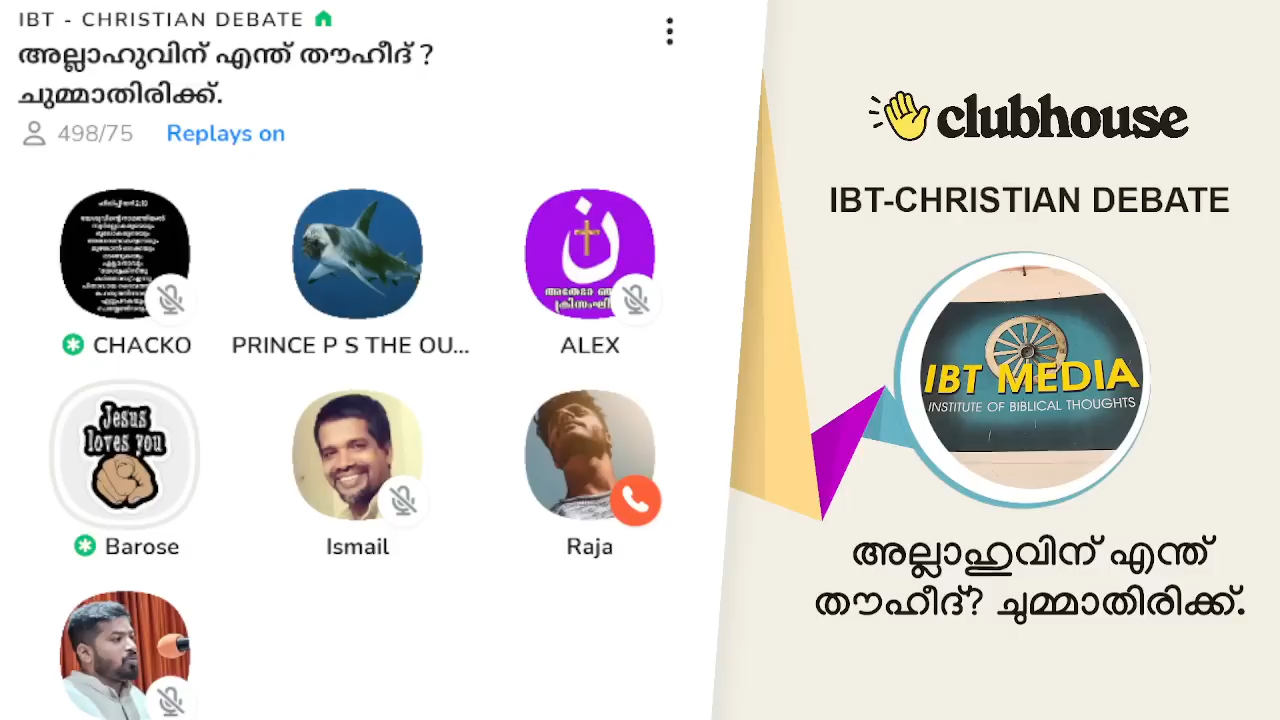 IBT - CHRISTIAN DEBATE
അല്ലാഹുവിന് എന്ത് തൗഹീദ് ?
ചുമ്മാതിരിക്ക്.
498/75 Replays on
CHACKO
PRINCE P S THE OU...
ALEX
Jesus
loves you
Barose
Ismail
Raja
clubhouse
IBT-CHRISTIAN DEBATE
IBT MEDIA
INSTITUTE OF BIBLICAL THOUGHTS
അല്ലാഹുവിന് എന്ത്
തൗഹീദ്? ചുമ്മാതിരിക്ക്.